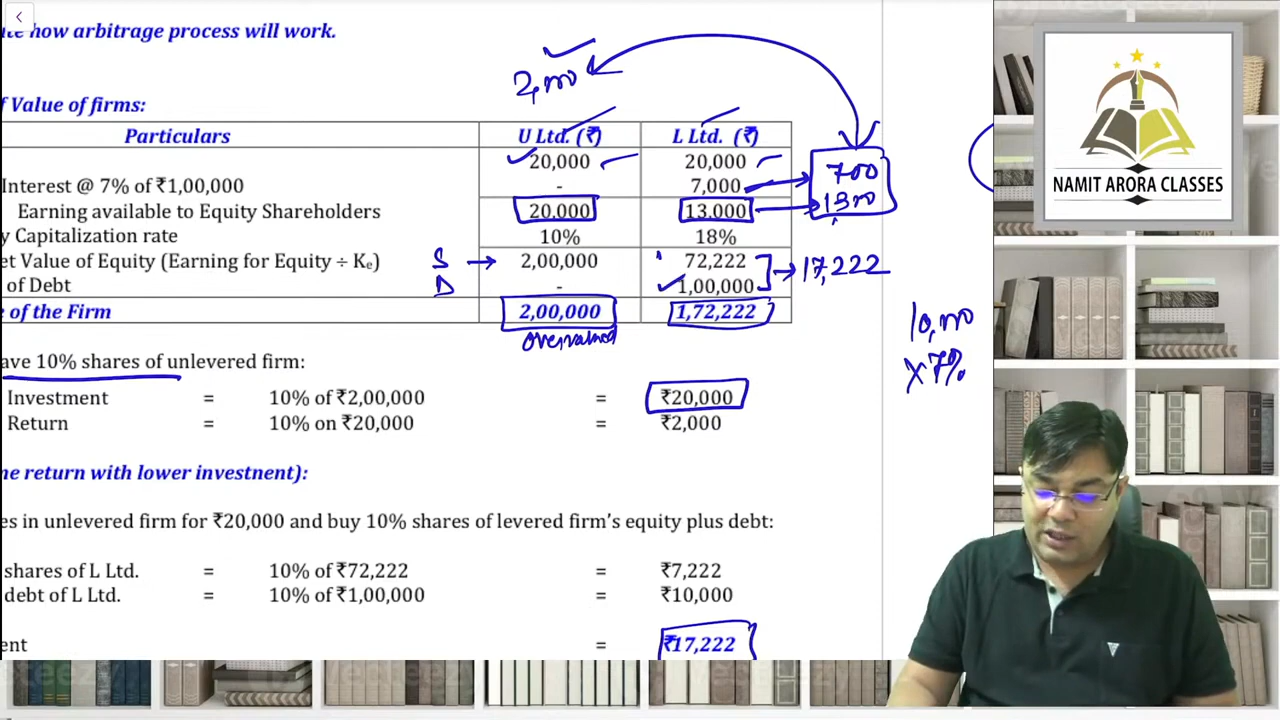 te how arbitrage process will work.
2,000
f Value of firms:
Particulars U Ltd. (₹) L Ltd. (₹)
20,000 20,000 700
Interest @ 7% of ₹1,00,000 - 7,000
Earning available to Equity Shareholders 20.000 13.000 1300
y Capitalization rate 10% 18%
et Value of Equity (Earning for Equity ÷ Kₑ) S 2,00,000 72,222 17,222
of Debt D - 1,00,000
e of the Firm 2,00,000 1,72,222
overvalued
10,000
x7%
ave 10% shares of unlevered firm:
Investment = 10% of ₹2,00,000 = ₹20,000
Return = 10% on ₹20,000 = ₹2,000
ne return with lower investnent):
es in unlevered firm for ₹20,000 and buy 10% shares of levered firm's equity plus debt:
shares of L Ltd. = 10% of ₹72,222 = ₹7,222
debt of L Ltd. = 10% of ₹1,00,000 = ₹10,000
ent = ₹17,222
NAMIT ARORA CLASSES